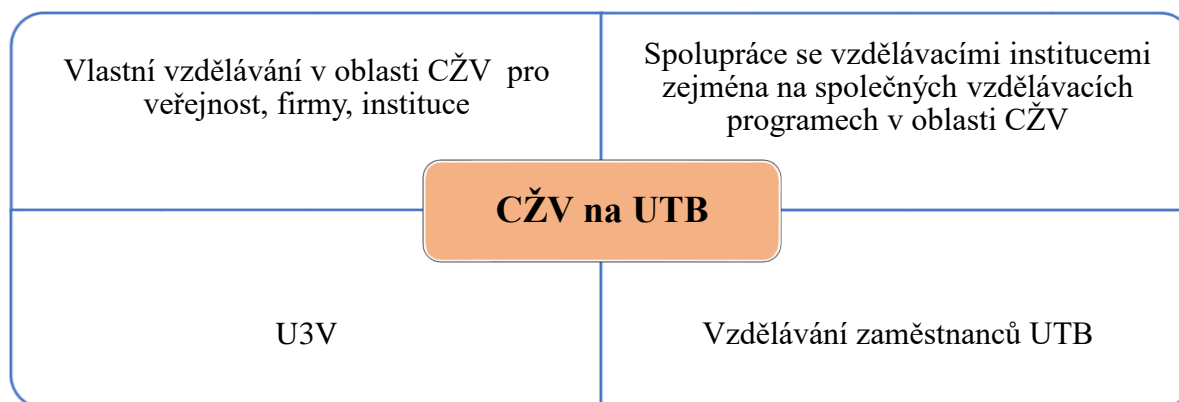 Vlastní vzdělávání v oblasti CŽV pro
veřejnost, firmy, instituce
Spolupráce se vzdělávacími institucemi
zejména na společných vzdělávacích
programech v oblasti CŽV
CŽV na UTB
U3V
Vzdělávání zaměstnanců UTB